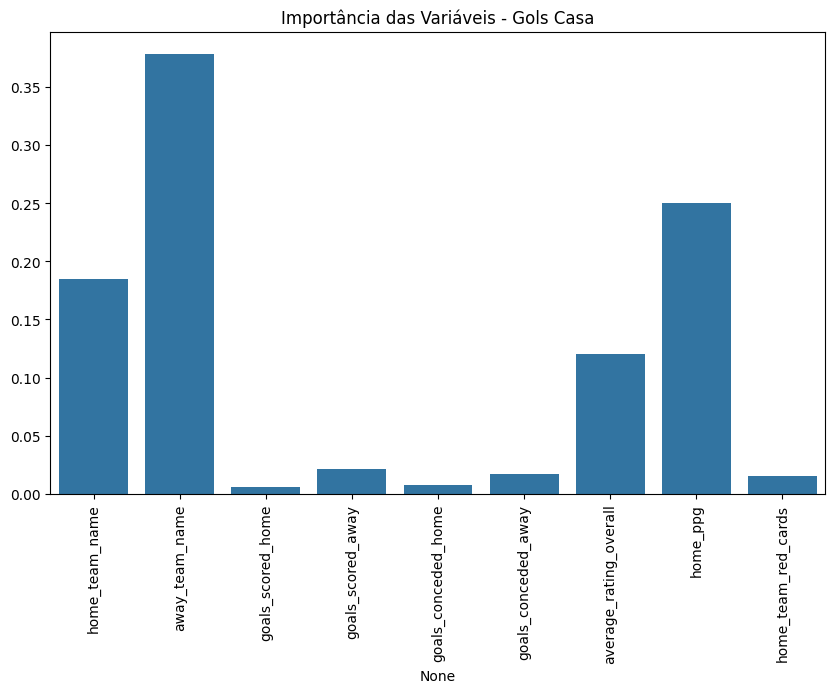 Importância das Variáveis - Gols Casa
0.35
0.30
0.25
0.20
0.15
0.10
0.05
0.00
home_team_name
away_team_name
goals_scored_home
goals_scored_away
goals_conceded_home
goals_conceded_away
average_rating_overall
home_ppg
home_team_red_cards
None